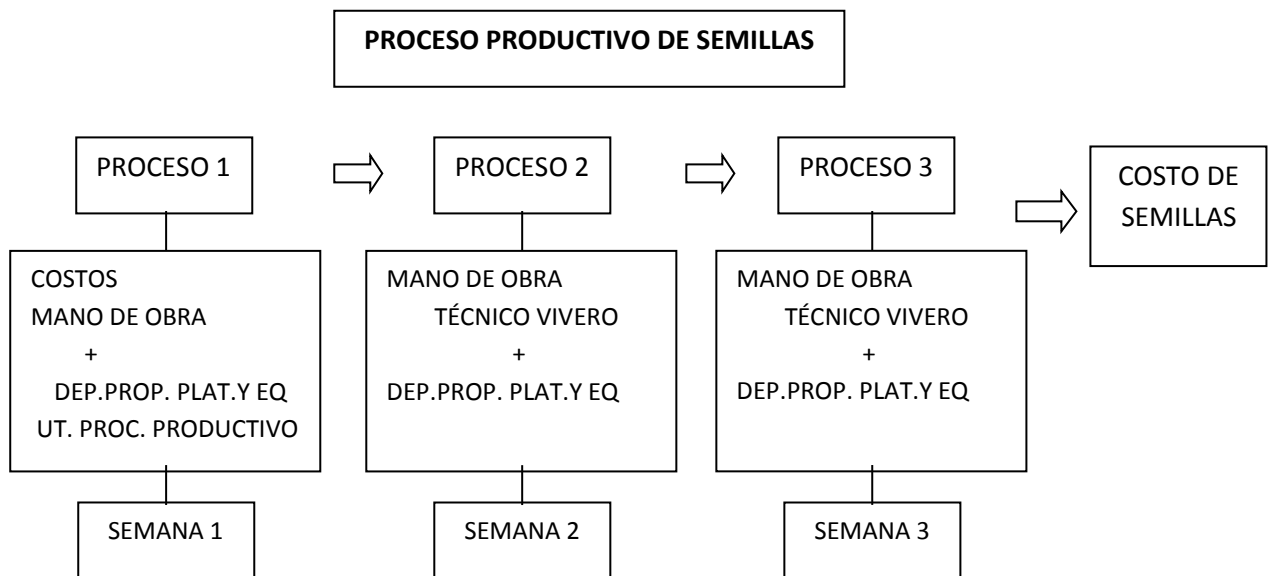 PROCESO PRODUCTIVO DE SEMILLAS
PROCESO 1
PROCESO 2
PROCESO 3
COSTO DE
SEMILLAS
COSTOS
MANO DE OBRA
+
DEP.PROP. PLAT.Y EQ
UT. PROC. PRODUCTIVO
MANO DE OBRA
TÉCNICO VIVERO
+
DEP.PROP. PLAT.Y EQ
MANO DE OBRA
TÉCNICO VIVERO
+
DEP.PROP. PLAT.Y EQ
SEMANA 1
SEMANA 2
SEMANA 3